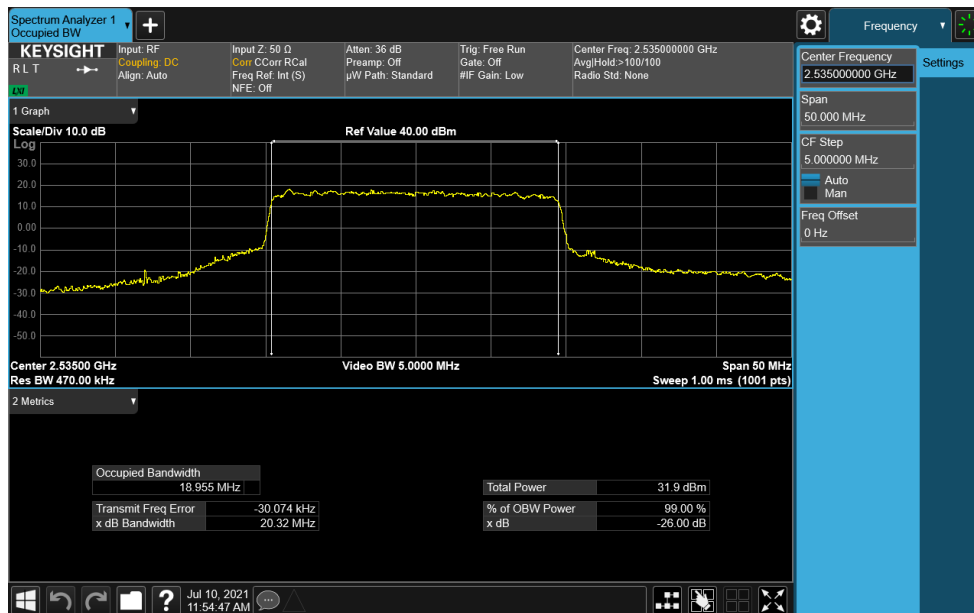 Spectrum Analyzer 1
Occupied BW
Frequency
KEYSIGHT
Input: RF
Input Z: 50 Ω
Atten: 36 dB
Trig: Free Run
Center Freq: 2.535000000 GHz
RLT
Coupling: DC
Corr CCorr RCal
Preamp: Off
Gate: Off
Avg|Hold:>100/100
Align: Auto
Freq Ref: Int (S)
µW Path: Standard
#IF Gain: Low
Radio Std: None
LXI
NFE: Off
Center Frequency
2.535000000 GHz
Settings
Span
50.000 MHz
CF Step
5.000000 MHz
Auto
Man
Freq Offset
0 Hz
1 Graph
Scale/Div 10.0 dB
Ref Value 40.00 dBm
Log
30.0
20.0
10.0
0.00
-10.0
-20.0
-30.0
-40.0
-50.0
Center 2.53500 GHz
Video BW 5.0000 MHz
Span 50 MHz
Res BW 470.00 kHz
Sweep 1.00 ms (1001 pts)
2 Metrics
Occupied Bandwidth
18.955 MHz
Total Power 31.9 dBm
Transmit Freq Error -30.074 kHz
% of OBW Power 99.00 %
x dB Bandwidth 20.32 MHz
x dB -26.00 dB
?
Jul 10, 2021
11:54:47 AM